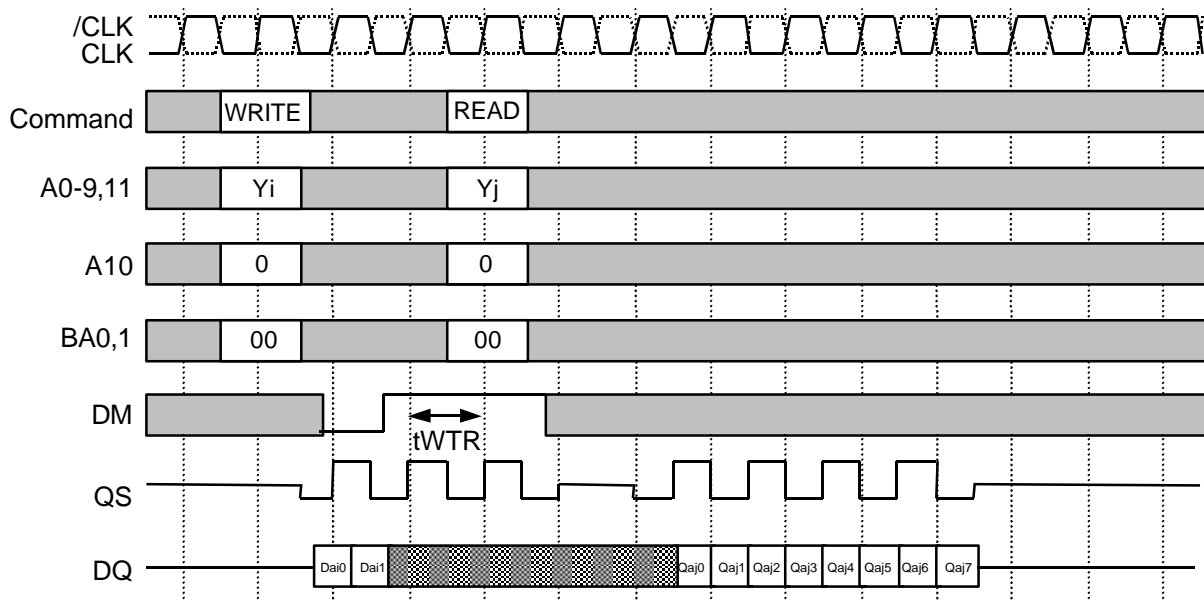 /CLK
CLK
Command WRITE READ
A0-9,11 Yi Yj
A10 0 0
BA0,1 00 00
DM
tWTR
QS
DQ Dai0 Dai1 Qaj0 Qaj1 Qaj2 Qaj3 Qaj4 Qaj5 Qaj6 Qaj7